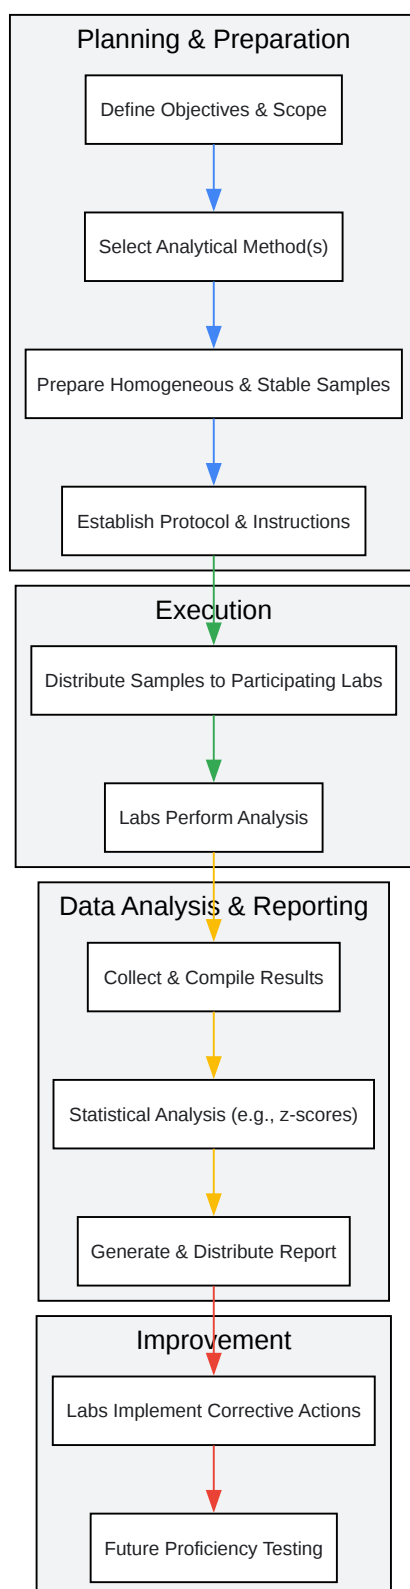 Planning & Preparation
Define Objectives & Scope
Select Analytical Method(s)
Prepare Homogeneous & Stable Samples
Establish Protocol & Instructions
Execution
Distribute Samples to Participating Labs
Labs Perform Analysis
Data Analysis & Reporting
Collect & Compile Results
Statistical Analysis (e.g., z-scores)
Generate & Distribute Report
Improvement
Labs Implement Corrective Actions
Future Proficiency Testing